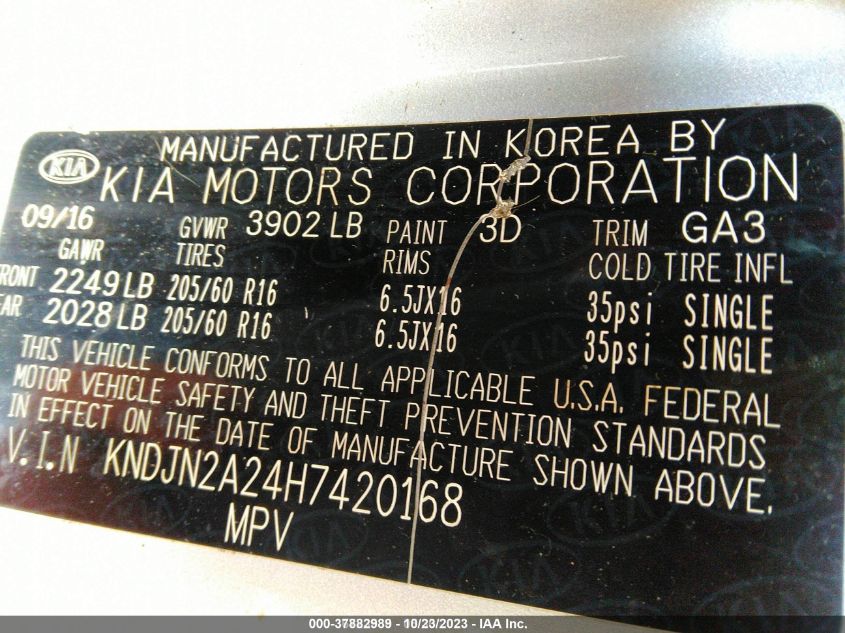 MANUFACTURED IN KOREA BY
KIA KIA MOTORS CORPORATION
09/16 GVWR 3902 LB PAINT 3D TRIM GA3
GAWR TIRES RIMS COLD TIRE INFL
FRONT 2249 LB 205/60 R16 6.5JX16 35psi SINGLE
2028 LB 205/60 R16 6.5JX16 35psi SINGLE
THIS VEHICLE CONFORMS TO ALL APPLICABLE U.S.A. FEDERAL
MOTOR VEHICLE SAFETY AND THEFT PREVENTION STANDARDS
IN EFFECT ON THE DATE OF MANUFACTURE SHOWN ABOVE.
V.I.N KNDJN2A24H7420168
MPV
000-37882989 - 10/23/2023 - IAA Inc.